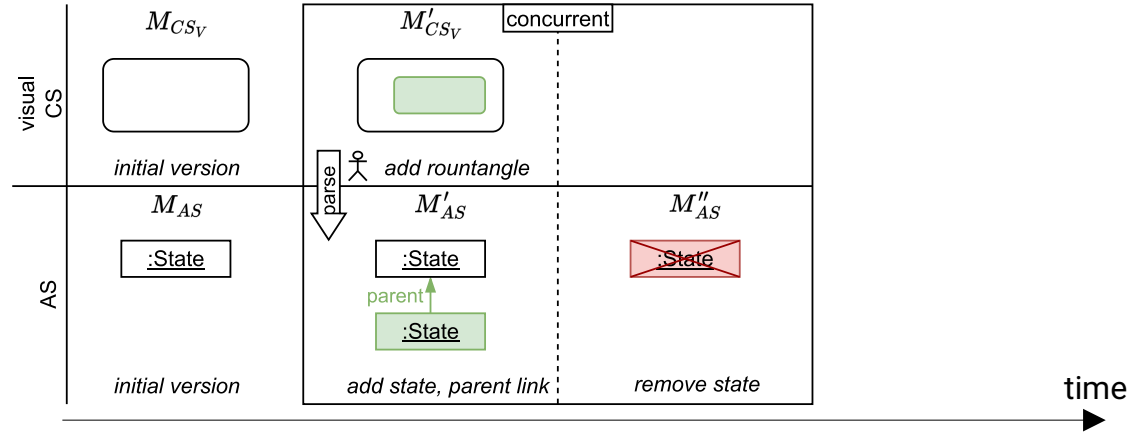 concurrent
M_{CS_V}
M'_{CS_V}
visual
CS
initial version
add rountangle
parse
M_{AS}
M'_{AS}
M''_{AS}
:State
:State
:State
parent
:State
AS
initial version
add state, parent link
remove state
time